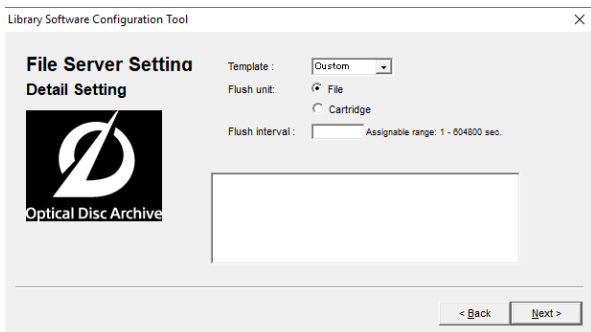 Library Software Configuration Tool
File Server Setting
Detail Setting
Optical Disc Archive
Template :
Custom
Flush unit:
File
Cartridge
Flush interval :
Assignable range: 1 - 604800 sec.
< Back
Next >